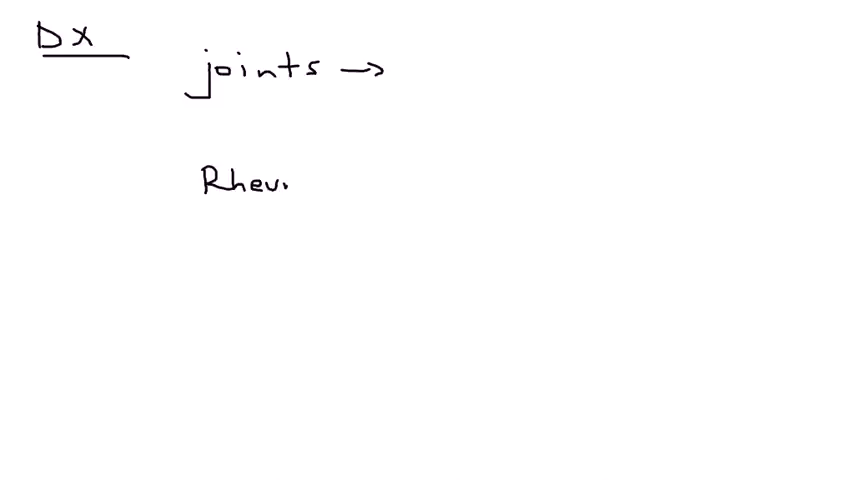 Dx
joints →
Rheu